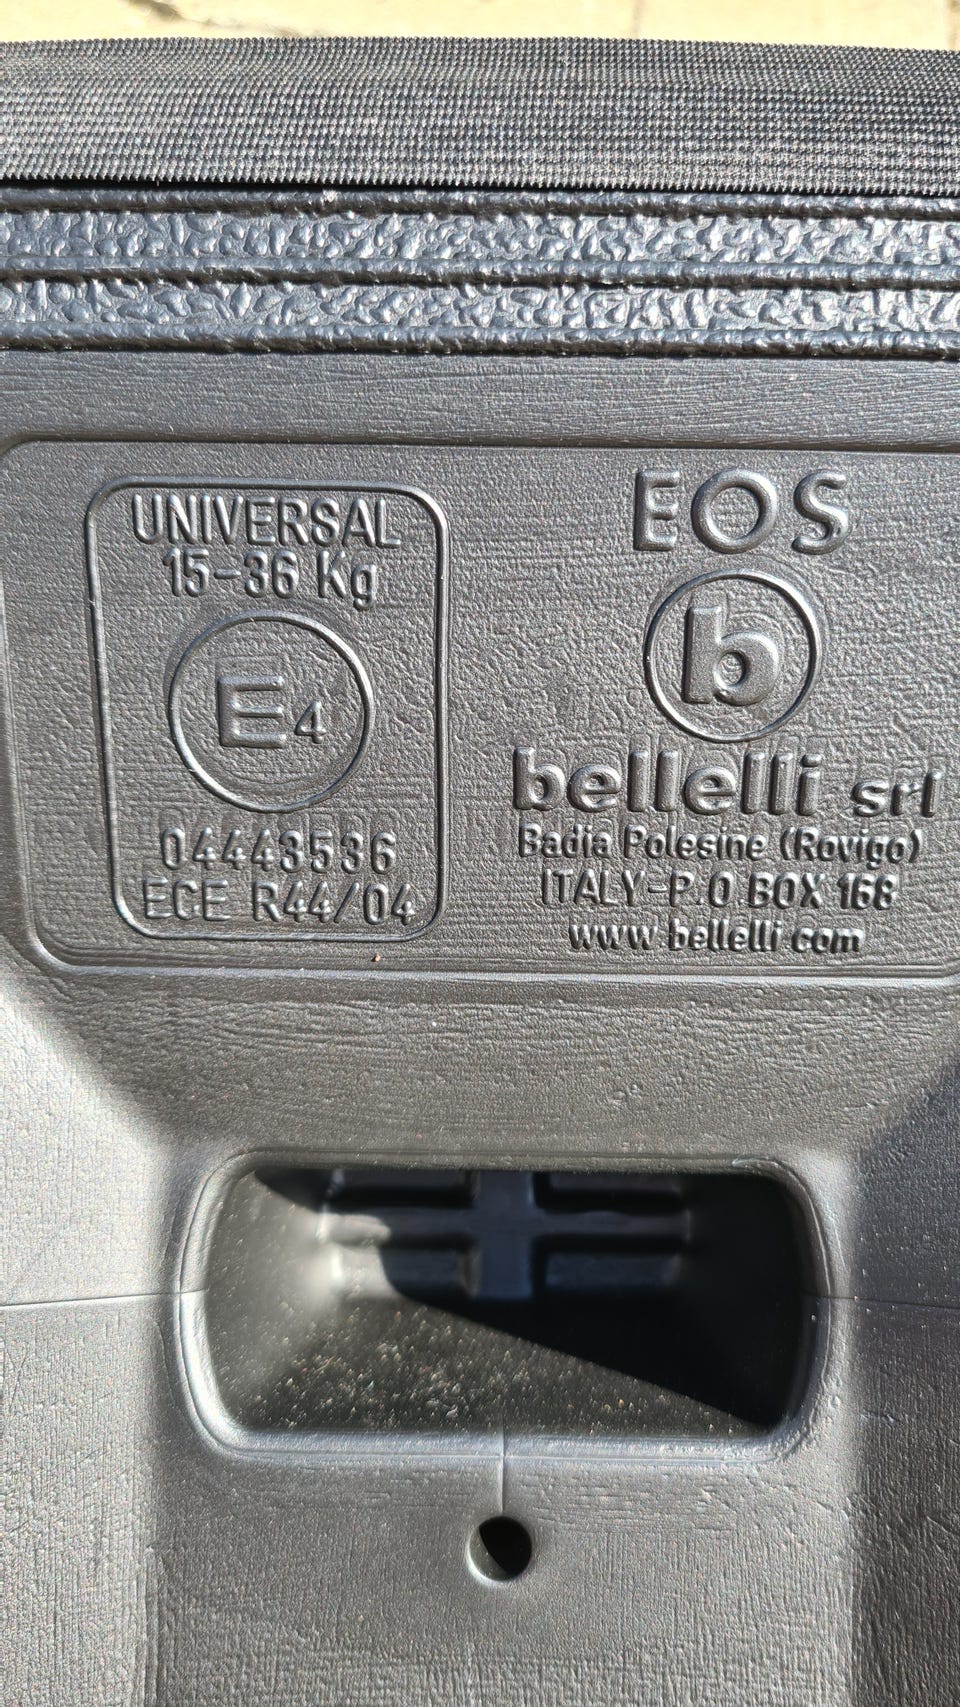 UNIVERSAL
15-36 Kg
E4
04443536
ECE R44/04
EOS
b
bellelli srl
Badia Polesine (Rovigo)
ITALY-P.O BOX 168
www.bellelli.com